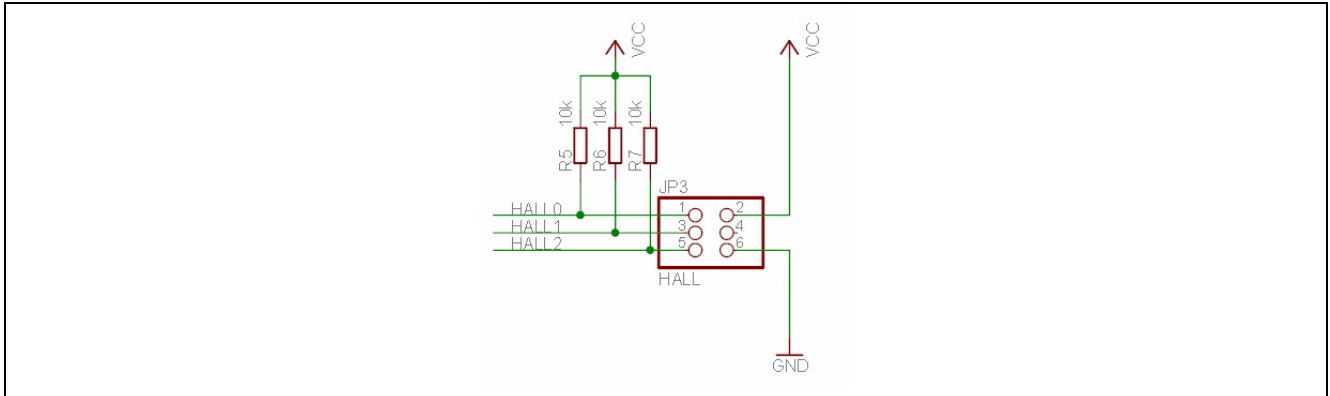 VCC VCC
10k 10k 10k
R5 R6 R7
JP3
HALL0 1 2
HALL1 3 4
HALL2 5 6
HALL
GND